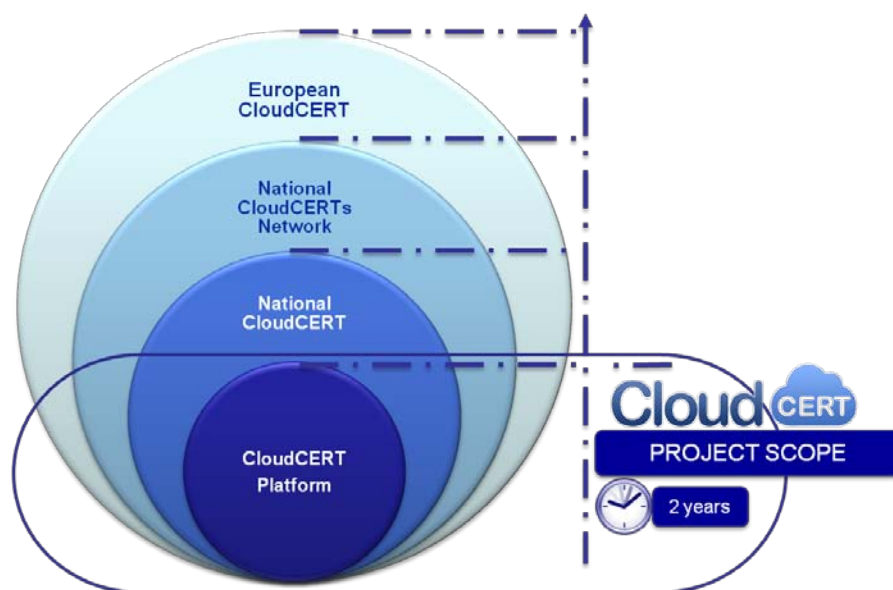 European
CloudCERT
National
CloudCERTs
Network
National
CloudCERT
CloudCERT
Platform
Cloud CERT
PROJECT SCOPE
2 years